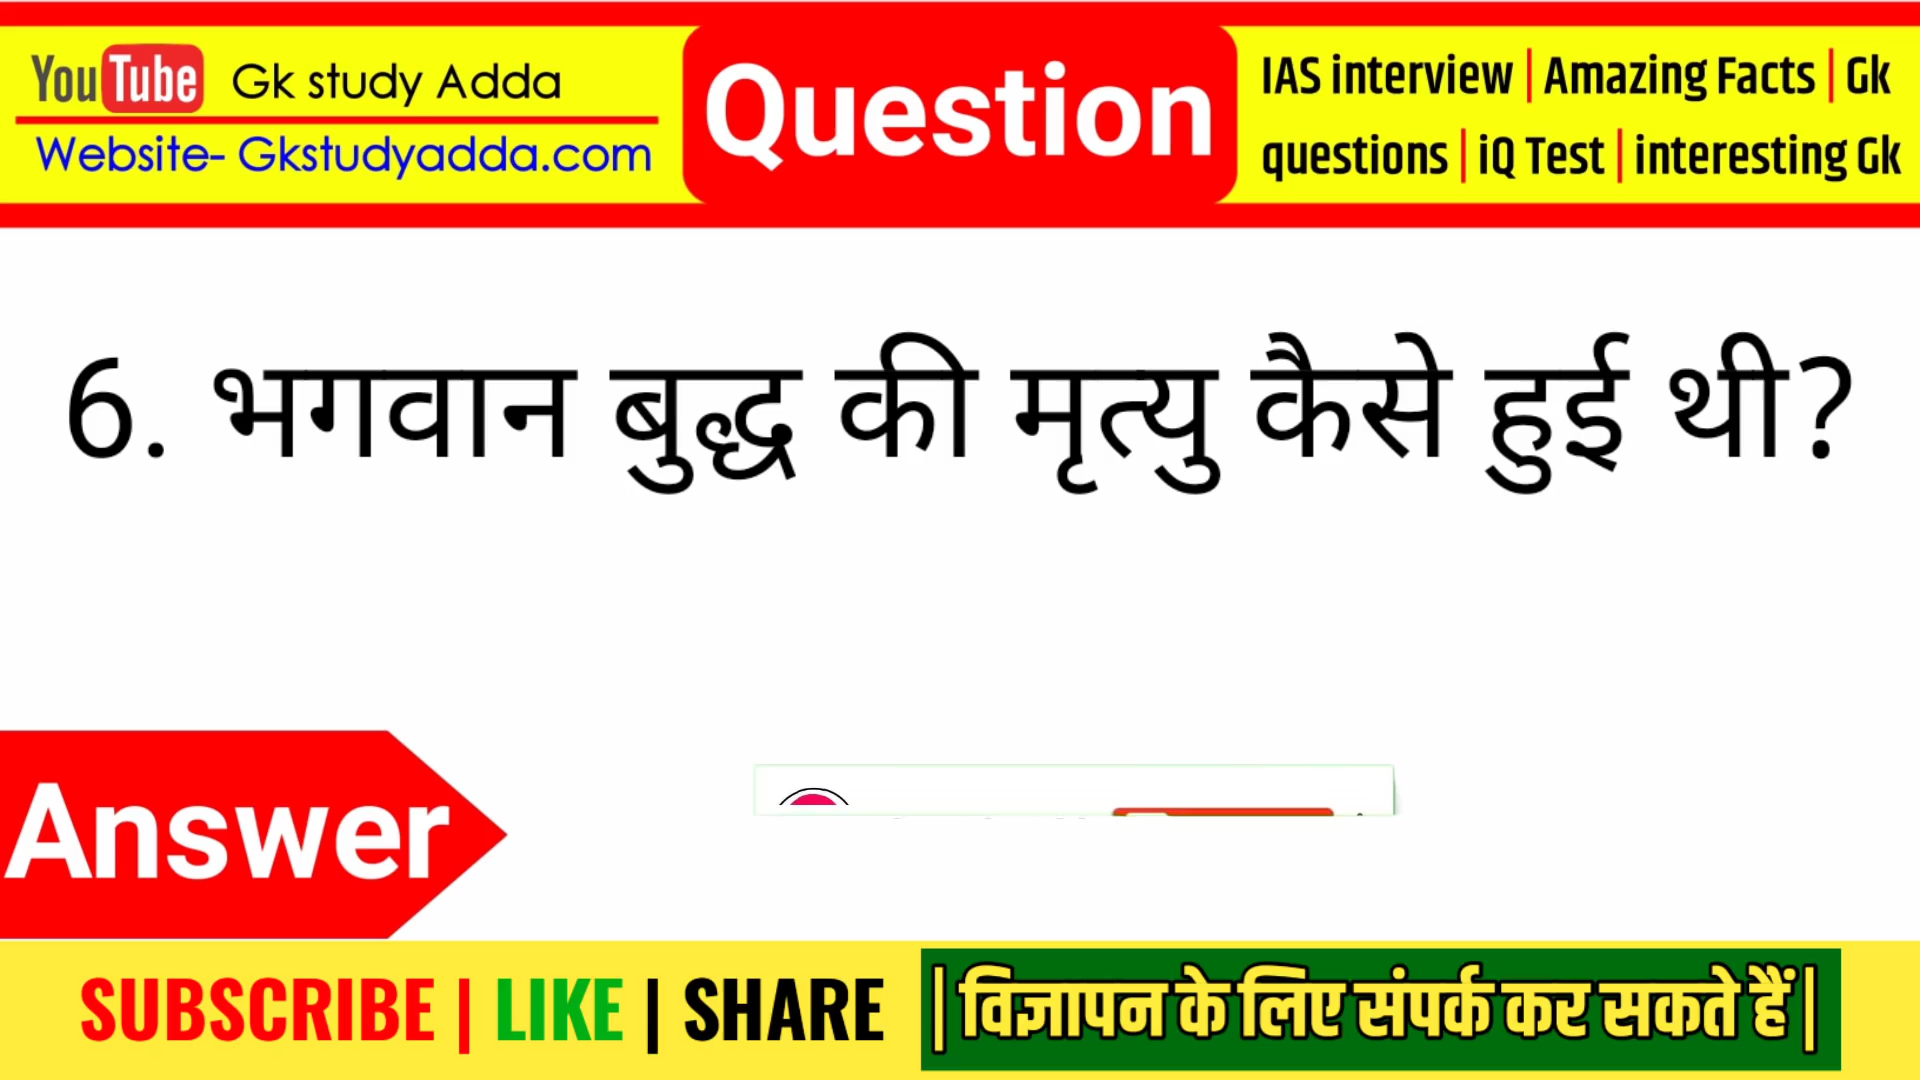 YouTube Gk study Adda
Website- Gkstudyadda.com
Question
IAS interview | Amazing Facts | Gk
questions | iQ Test | interesting Gk
6. भगवान बुद्ध की मृत्यु कैसे हुई थी?
Answer
SUBSCRIBE | LIKE | SHARE
| विज्ञापन के लिए संपर्क कर सकते हैं |